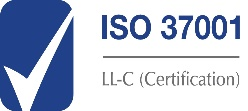 ISO 37001
LL-C (Certification)